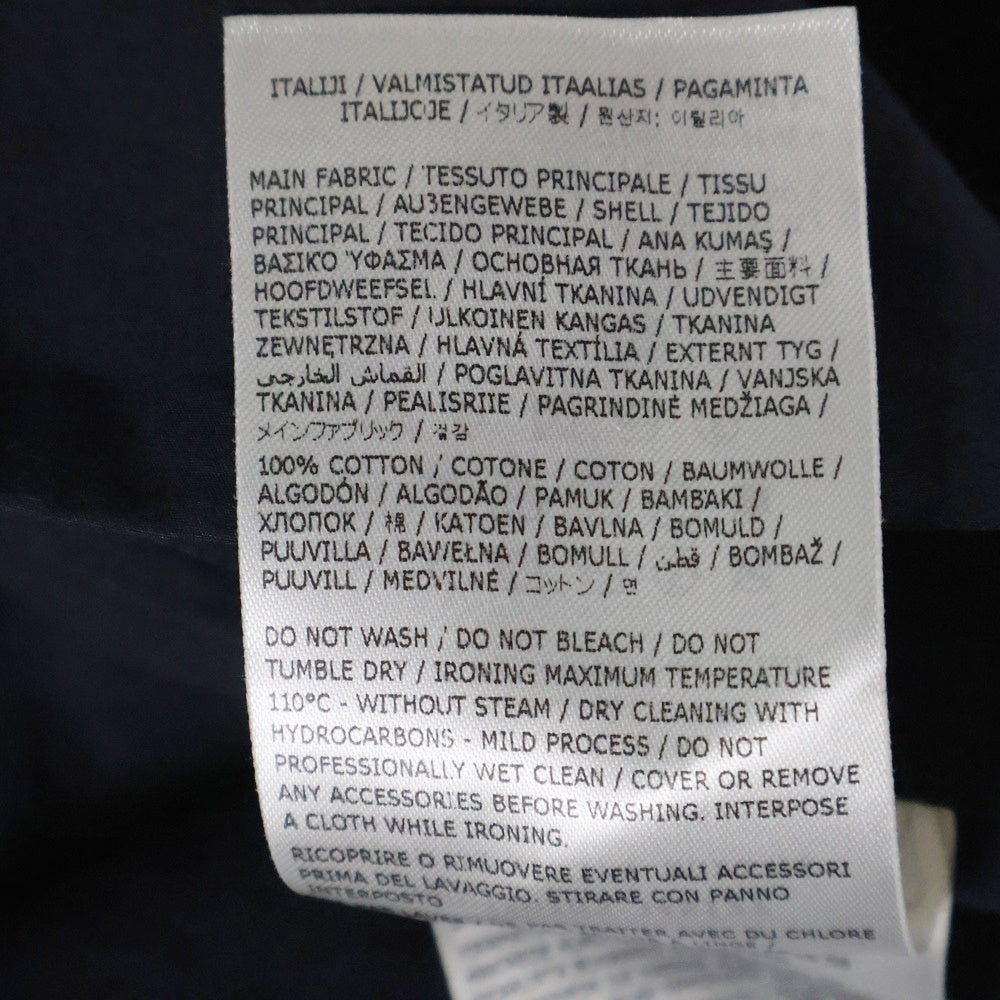 ITALIJI / VALMISTATUD ITAALIAS / PAGAMINTA
ITALIJOJE / イタリア製 / 원산지: 이탈리아
MAIN FABRIC / TESSUTO PRINCIPALE / TISSU
PRINCIPAL / AUßENGEWEBE / SHELL / TEJIDO
PRINCIPAL / TECIDO PRINCIPAL / ANA KUMAŞ /
ΒΑΣΙΚΟ ΎΦΑΣΜΑ / ОСНОВНАЯ ТКАНЬ / 主要面料 /
HOOFDWEEFSEL / HLAVNÍ TKANINA / UDVENDIGT
TEKSTILSTOF / ULKOINEN KANGAS / TKANINA
ZEWNĘTRZNA / HLAVNÁ TEXTÍLIA / EXTERNT TYG /
القماش الخارجي / POGLAVITNA TKANINA / VANJSKA
TKANINA / PEALISRIIE / PAGRINDINĖ MEDŽIAGA /
メインファブリック / 겉감
100% COTTON / COTONE / COTON / BAUMWOLLE /
ALGODÓN / ALGODÃO / PAMUK / ΒΑΜΒΆΚΙ /
ХЛОПОК / 棉 / KATOEN / BAVLNA / BOMULD /
PUUVILLA / BAWEŁNA / BOMULL / قطن / BOMBAŽ /
PUUVILL / MEDVILNĖ / コットン / 면
DO NOT WASH / DO NOT BLEACH / DO NOT
TUMBLE DRY / IRONING MAXIMUM TEMPERATURE
110°C - WITHOUT STEAM / DRY CLEANING WITH
HYDROCARBONS - MILD PROCESS / DO NOT
PROFESSIONALLY WET CLEAN / COVER OR REMOVE
ANY ACCESSORIES BEFORE WASHING. INTERPOSE
A CLOTH WHILE IRONING.
RICOPRIRE O RIMUOVERE EVENTUALI ACCESSORI
PRIMA DEL LAVAGGIO. STIRARE CON PANNO
INTERPOSTO
PAS TRAITER AVEC DU CHLORE